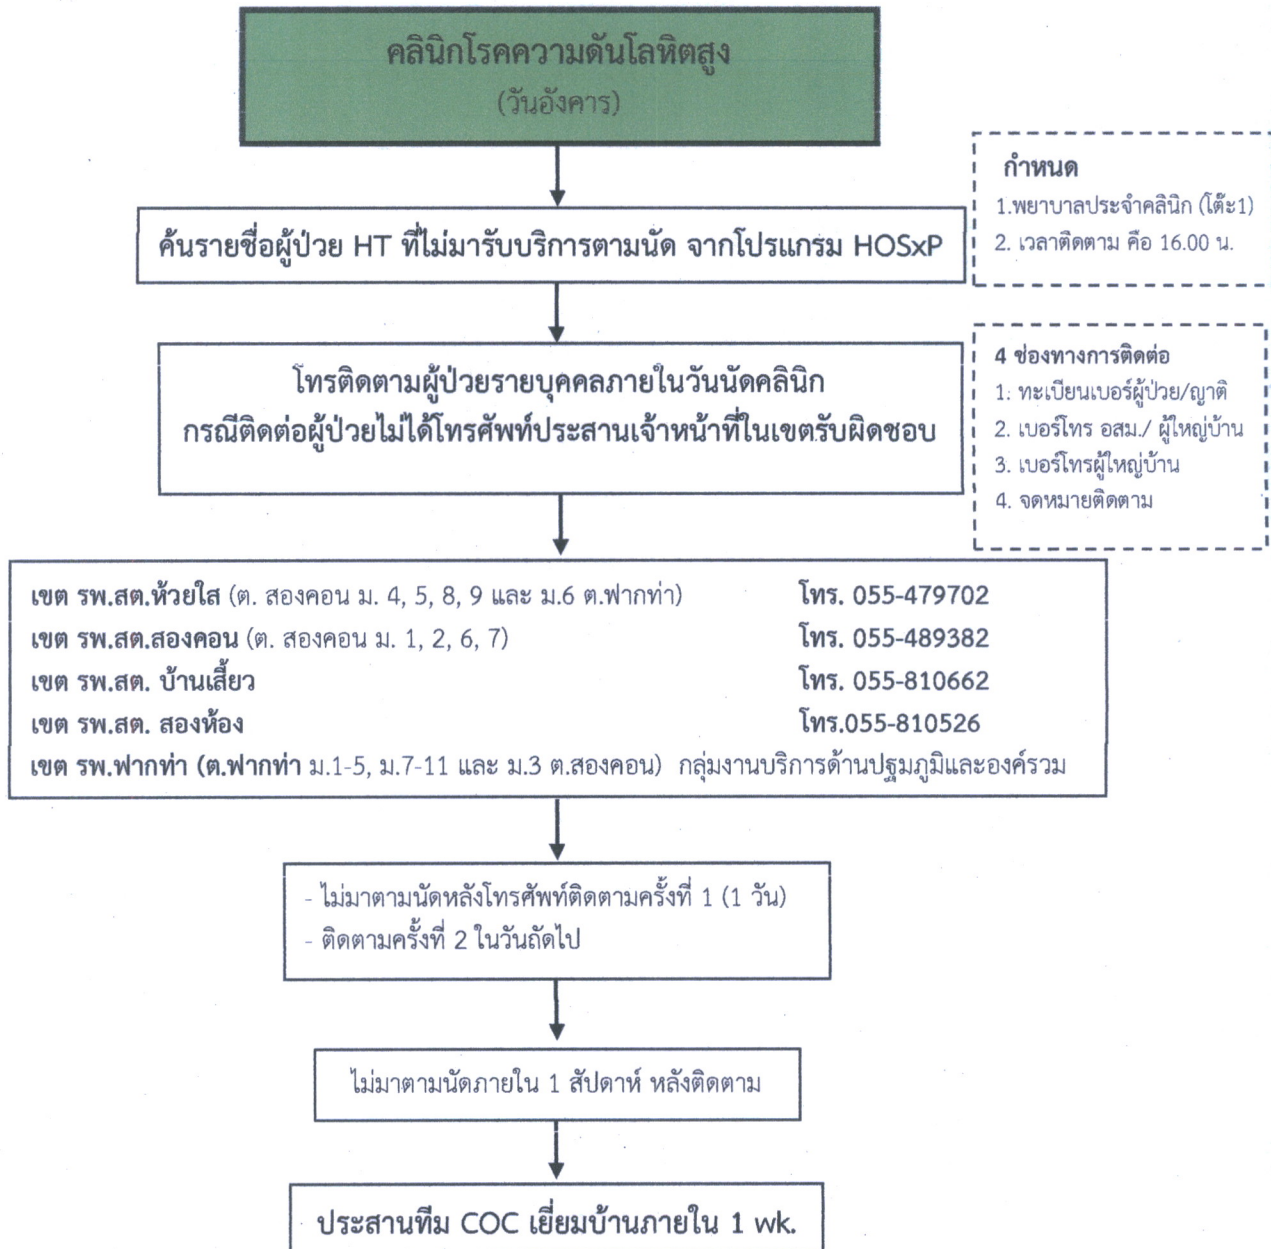 คลินิกโรคความดันโลหิตสูง
(วันอังคาร)
กำหนด
1.พยาบาลประจำคลินิก (โต๊ะ1)
2. เวลาติดตาม คือ 16.00 น.
ค้นรายชื่อผู้ป่วย HT ที่ไม่มารับบริการตามนัด จากโปรแกรม HOSxP
โทรติดตามผู้ป่วยรายบุคคลภายในวันนัดคลินิก
กรณีติดต่อผู้ป่วยไม่ได้โทรศัพท์ประสานเจ้าหน้าที่ในเขตรับผิดชอบ
4 ช่องทางการติดต่อ
1. ทะเบียนเบอร์ผู้ป่วย/ญาติ
2. เบอร์โทร อสม./ ผู้ใหญ่บ้าน
3. เบอร์โทรผู้ใหญ่บ้าน
4. จดหมายติดตาม
เขต รพ.สต.ห้วยใส (ต. สองคอน ม. 4, 5, 8, 9 และ ม.6 ต.ฟากท่า) โทร. 055-479702
เขต รพ.สต.สองคอน (ต. สองคอน ม. 1, 2, 6, 7) โทร. 055-489382
เขต รพ.สต. บ้านเสี้ยว โทร. 055-810662
เขต รพ.สต. สองห้อง โทร.055-810526
เขต รพ.ฟากท่า (ต.ฟากท่า ม.1-5, ม.7-11 และ ม.3 ต.สองคอน) กลุ่มงานบริการด้านปฐมภูมิและองค์รวม
- ไม่มาตามนัดหลังโทรศัพท์ติดตามครั้งที่ 1 (1 วัน)
- ติดตามครั้งที่ 2 ในวันถัดไป
ไม่มาตามนัดภายใน 1 สัปดาห์ หลังติดตาม
ประสานทีม COC เยี่ยมบ้านภายใน 1 wk.